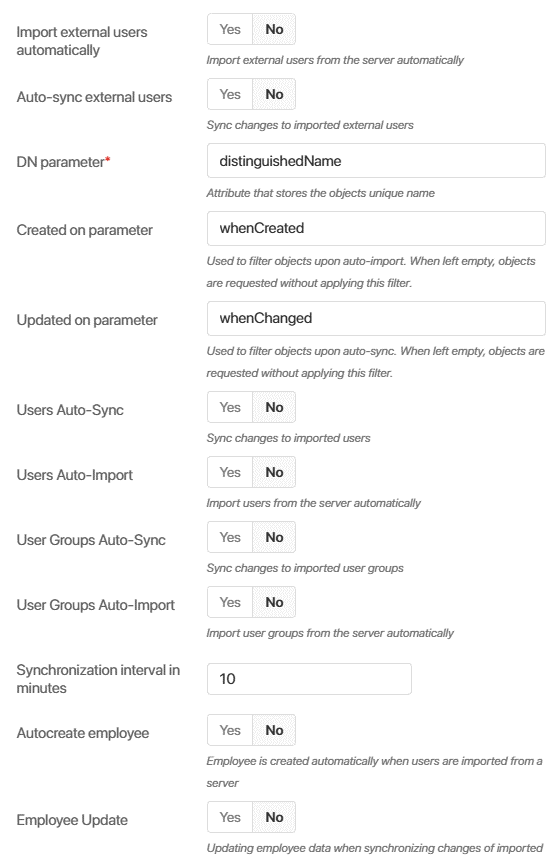 Import external users automatically
Yes No
Import external users from the server automatically
Auto-sync external users
Yes No
Sync changes to imported external users
DN parameter*
distinguishedName
Attribute that stores the objects unique name
Created on parameter
whenCreated
Used to filter objects upon auto-import. When left empty, objects
are requested without applying this filter.
Updated on parameter
whenChanged
Used to filter objects upon auto-sync. When left empty, objects are
requested without applying this filter.
Users Auto-Sync
Yes No
Sync changes to imported users
Users Auto-Import
Yes No
Import users from the server automatically
User Groups Auto-Sync
Yes No
Sync changes to imported user groups
User Groups Auto-Import
Yes No
Import user groups from the server automatically
Synchronization interval in
minutes
10
Autocreate employee
Yes No
Employee is created automatically when users are imported from a
server
Employee Update
Yes No
Updating employee data when synchronizing changes of imported